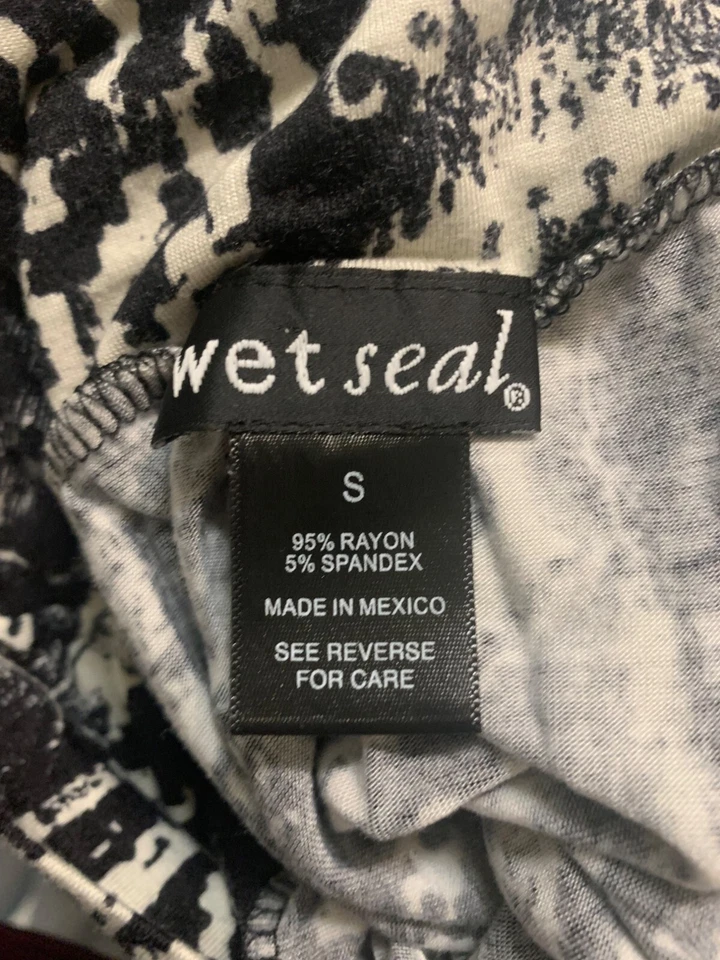 wet seal®
S
95% RAYON
5% SPANDEX
MADE IN MEXICO
SEE REVERSE
FOR CARE